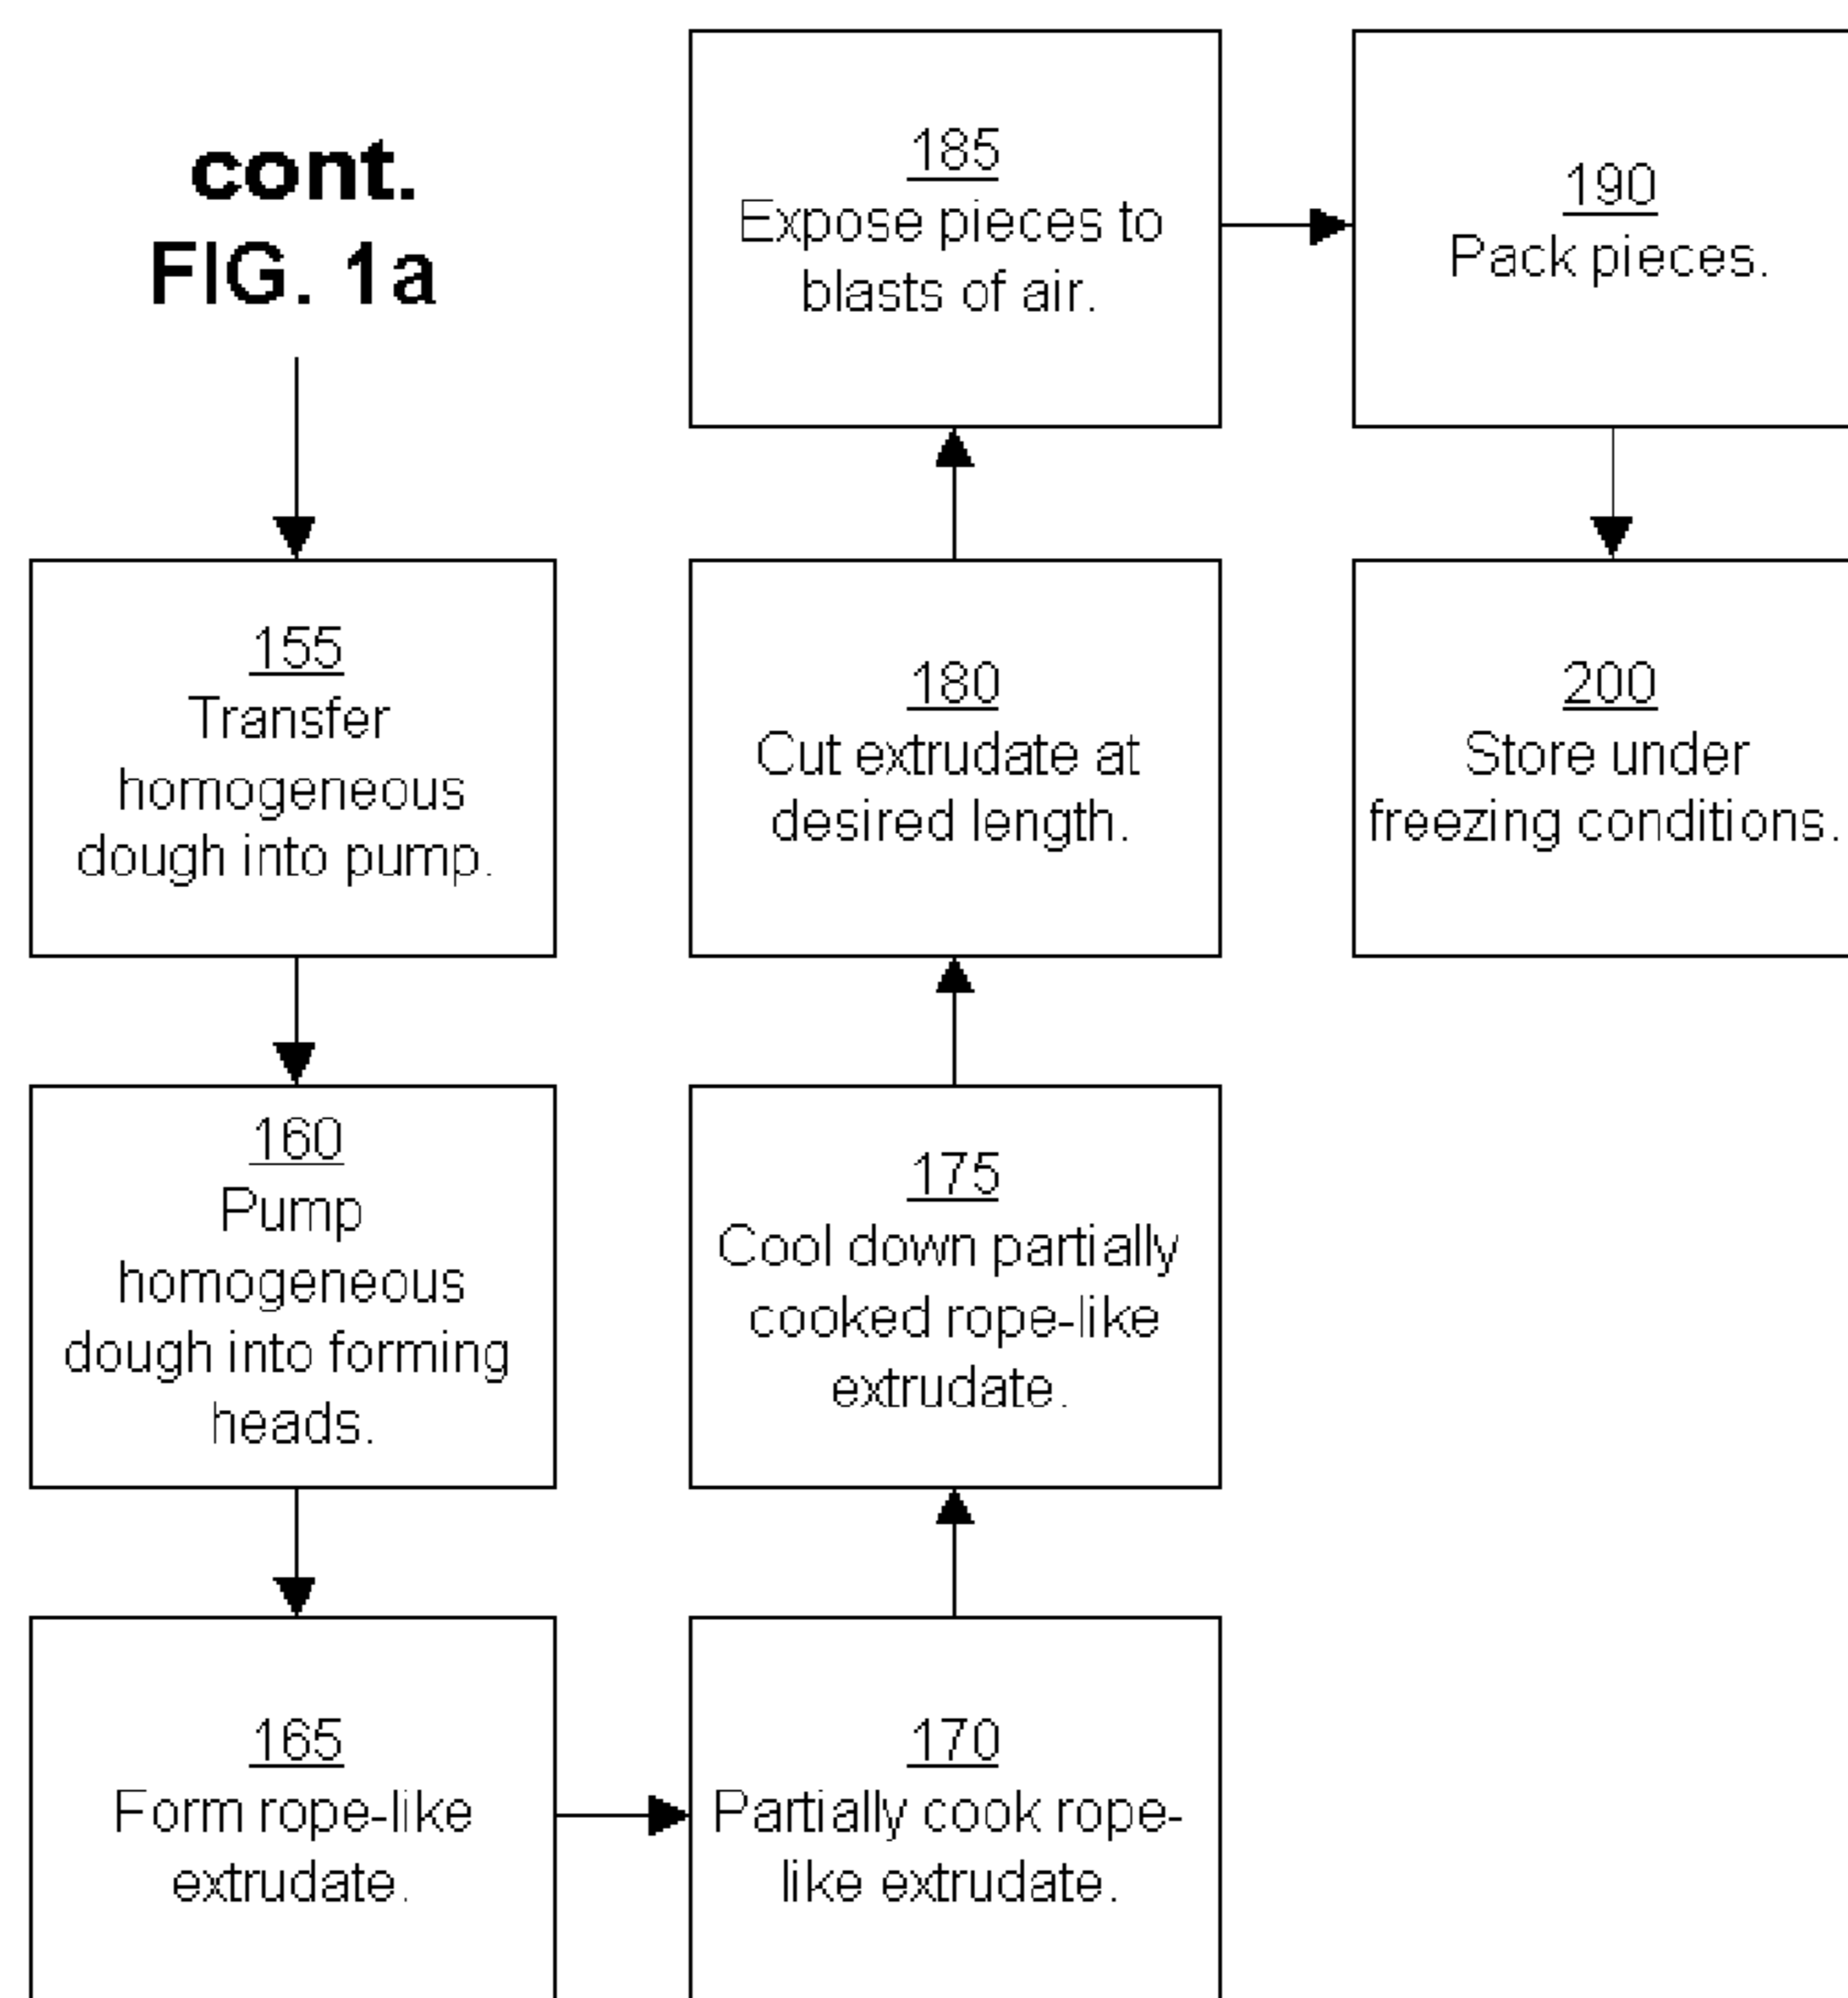 cont.
FIG. 1a
155
Transfer
homogeneous
dough into pump.
160
Pump
homogeneous
dough into forming
heads.
165
Form rope-like
extrudate.
170
Partially cook rope-
like extrudate.
175
Cool down partially
cooked rope-like
extrudate.
180
Cut extrudate at
desired length.
185
Expose pieces to
blasts of air.
190
Pack pieces.
200
Store under
freezing conditions.